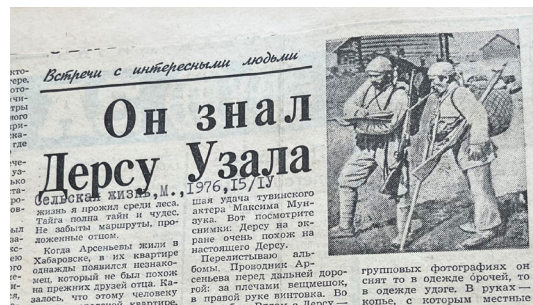 Встречи с интересными людьми
Он знал
Дерсу Узала
Сельская жизнь, М., 1976, 15/IV
жизнь я прожил среди леса.
Тайга полна тайн и чудес.
Не забыты маршруты, про-
ложенные отцом.
Когда Арсеньевы жили в
Хабаровске, в их квартире
однажды появился незнако-
мец, который не был похож
на прежних друзей отца. Ка-
залось, что этому человеку
шая удача тувинского
актера Максима Мун-
зука. Вот посмотрите
снимки: Дерсу на эк-
ране очень похож на
настоящего Дерсу.
Перелистываю аль-
бомы. Проводник Ар-
сеньева перед дальней доро-
гой: за плечами вещмешок,
в правой руке винтовка. Во
групповых фотографиях он
снят то в одежде òрочей, то
в одежде удэге. В руках —
копье, с которым местные